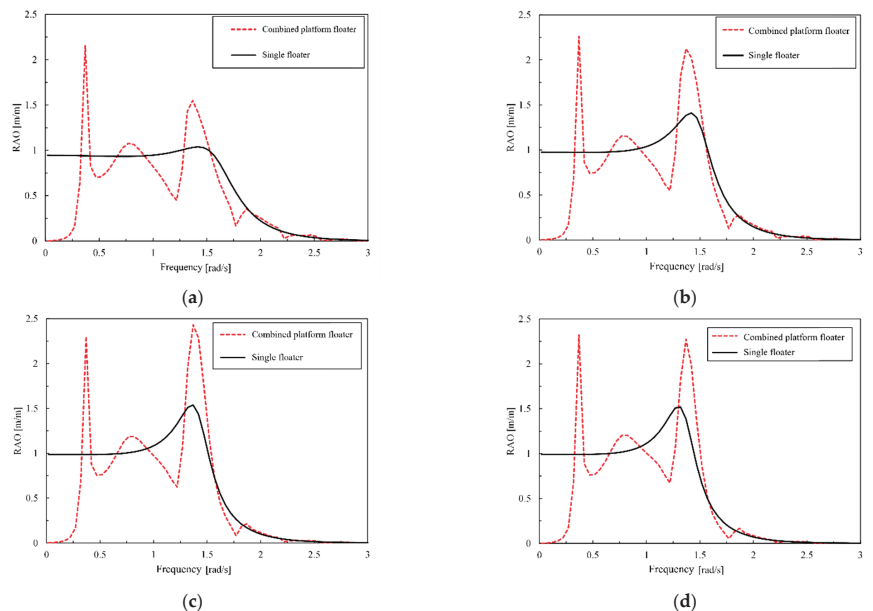 2.5
2
1.5
1
0.5
0
RAO [m/m]
Combined platform floater
Single floater
0 0.5 1 1.5 2 2.5 3
Frequency [rad/s]
(a)
2.5
2
1.5
1
0.5
0
RAO [m/m]
Combined platform floater
Single floater
0 0.5 1 1.5 2 2.5 3
Frequency [rad/s]
(b)
2.5
2
1.5
1
0.5
0
RAO [m/m]
Combined platform floater
Single floater
0 0.5 1 1.5 2 2.5 3
Frequency [rad/s]
(c)
2.5
2
1.5
1
0.5
0
RAO [m/m]
Combined platform floater
Single floater
0 0.5 1 1.5 2 2.5 3
Frequency [rad/s]
(d)